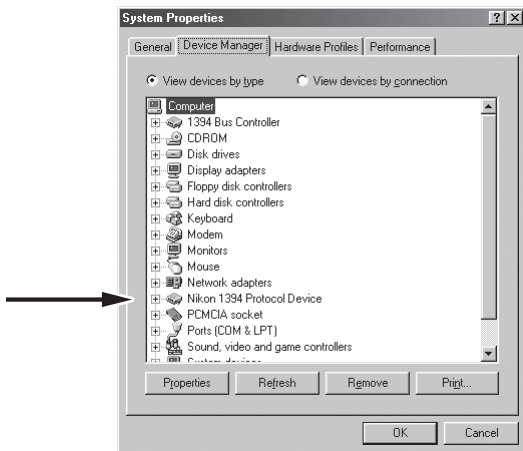 System Properties
General Device Manager Hardware Profiles Performance
View devices by type View devices by connection
Computer
1394 Bus Controller
CDROM
Disk drives
Display adapters
Floppy disk controllers
Hard disk controllers
Keyboard
Modem
Monitors
Mouse
Network adapters
Nikon 1394 Protocol Device
PCMCIA socket
Ports (COM & LPT)
Sound, video and game controllers
System devices
Properties Refresh Remove Print...
OK Cancel